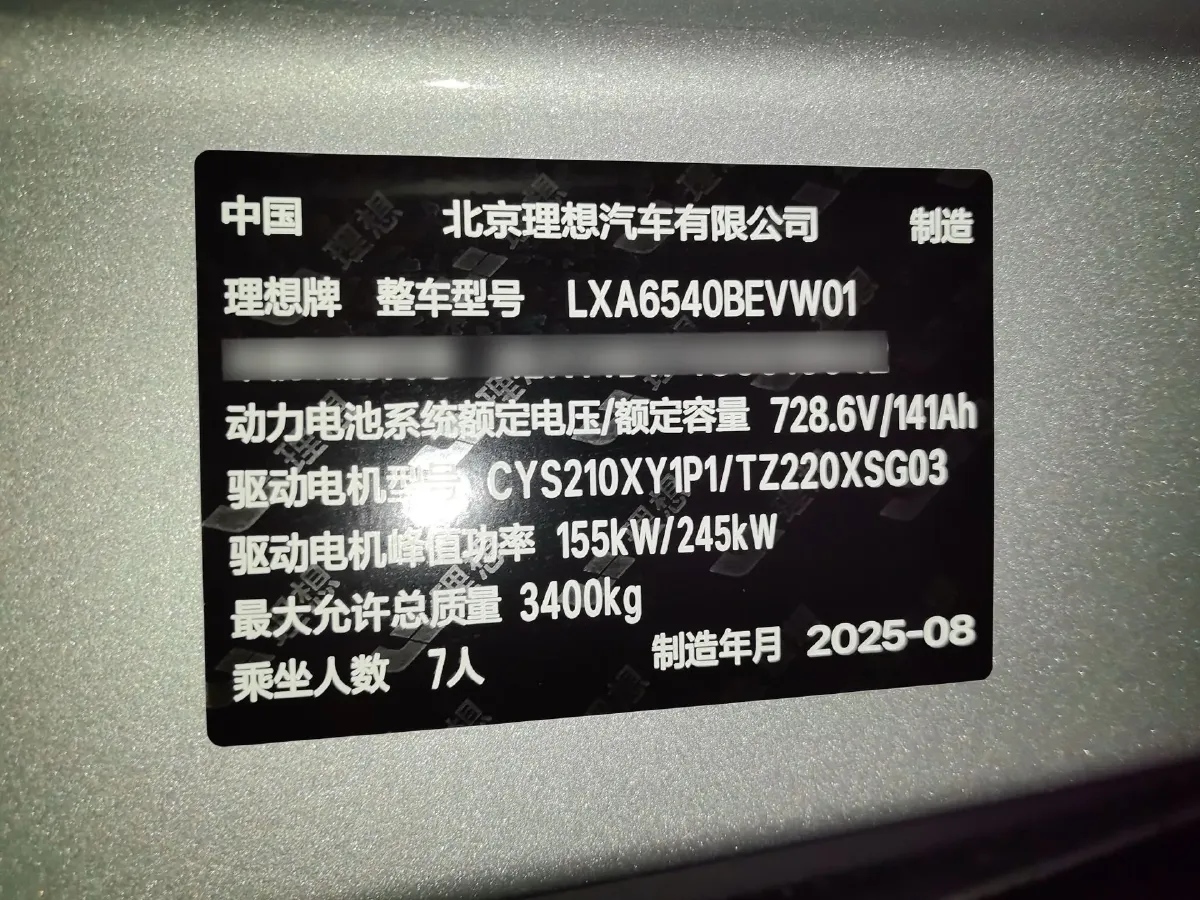 中国 北京理想汽车有限公司 制造
理想牌 整车型号 LXA6540BEVW01
动力电池系统额定电压/额定容量 728.6V/141Ah
驱动电机型号 CYS210XY1P1/TZ220XSG03
驱动电机峰值功率 155kW/245kW
最大允许总质量 3400kg
乘坐人数 7人 制造年月 2025-08